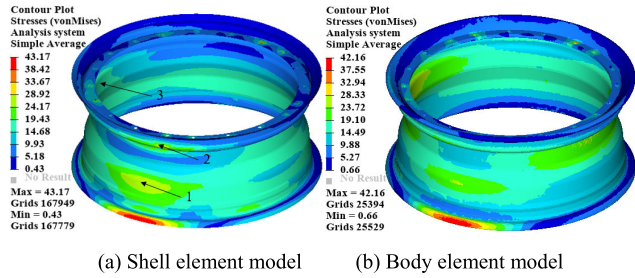 Contour Plot
Stresses (vonMises)
Analysis system
Simple Average
43.17
38.42
33.67
28.92
24.17
19.43
14.68
9.93
5.18
0.43
No Result
Max = 43.17
Grids 167949
Min = 0.43
Grids 167779
3
2
1
(a) Shell element model
Contour Plot
Stresses (vonMises)
Analysis system
Simple Average
42.16
37.55
32.94
28.33
23.72
19.10
14.49
9.88
5.27
0.66
No Result
Max = 42.16
Grids 25394
Min = 0.66
Grids 25529
(b) Body element model